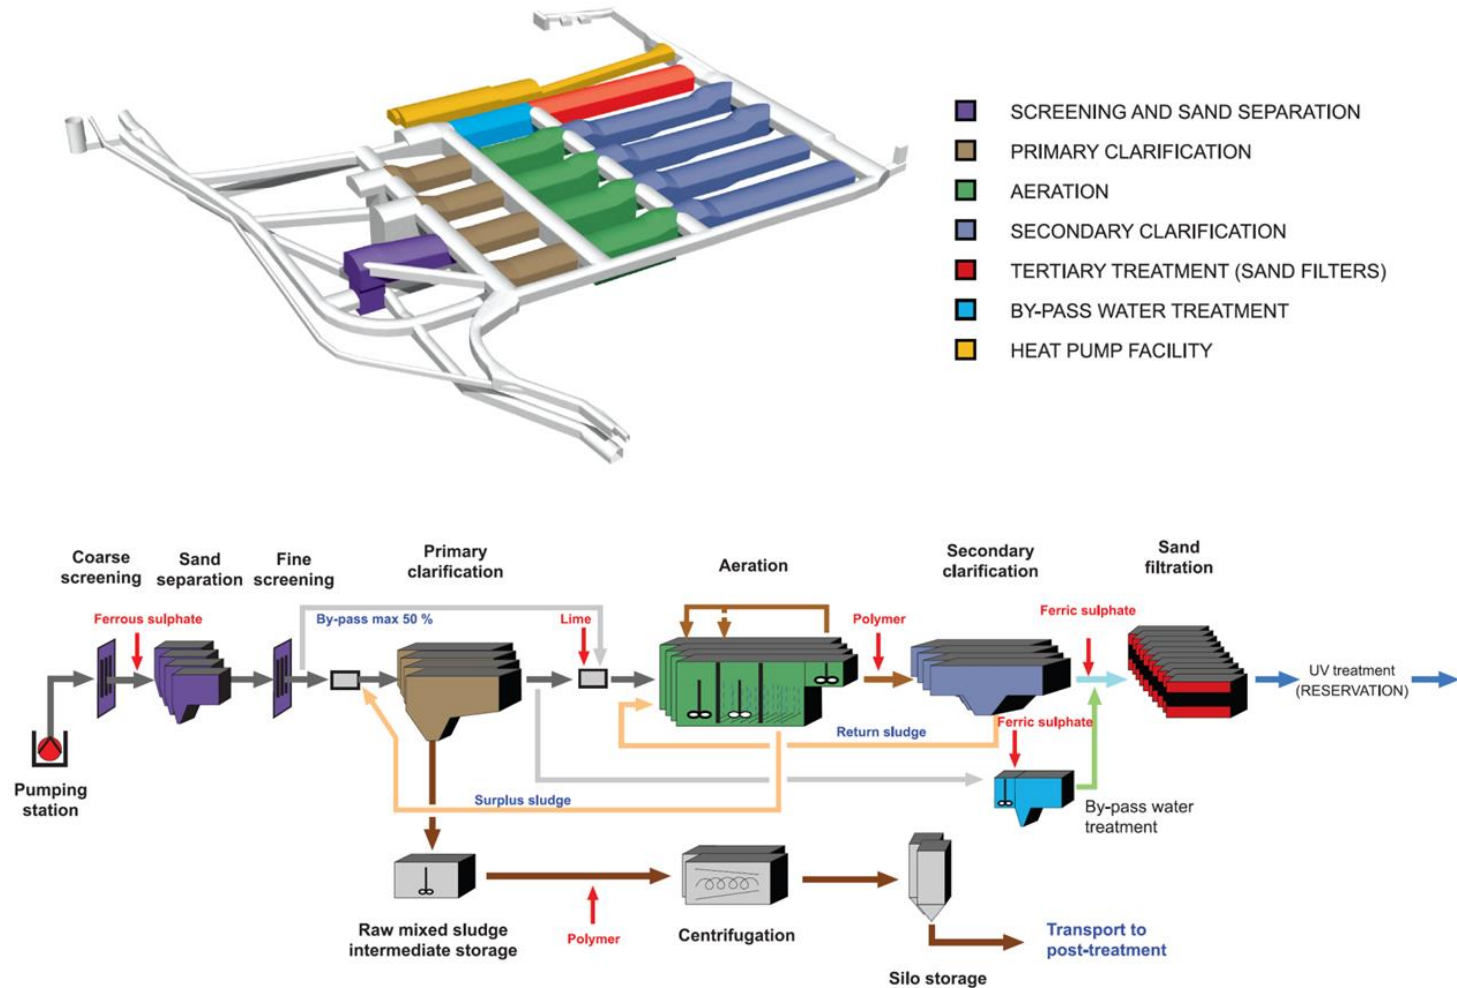 SCREENING AND SAND SEPARATION
PRIMARY CLARIFICATION
AERATION
SECONDARY CLARIFICATION
TERTIARY TREATMENT (SAND FILTERS)
BY-PASS WATER TREATMENT
HEAT PUMP FACILITY
Coarse
screening
Sand
separation
Fine
screening
Primary
clarification
Aeration
Secondary
clarification
Sand
filtration
Ferrous sulphate
By-pass max 50 %
Lime
Polymer
Ferric sulphate
UV treatment
(RESERVATION)
Pumping
station
Return sludge
Ferric sulphate
Surplus sludge
By-pass water
treatment
Raw mixed sludge
intermediate storage
Polymer
Centrifugation
Silo storage
Transport to
post-treatment